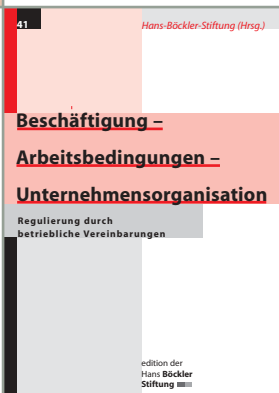 41
Hans-Böckler-Stiftung (Hrsg.)
Beschäftigung –
Arbeitsbedingungen –
Unternehmensorganisation
Regulierung durch
betriebliche Vereinbarungen
edition der
Hans Böckler
Stiftung